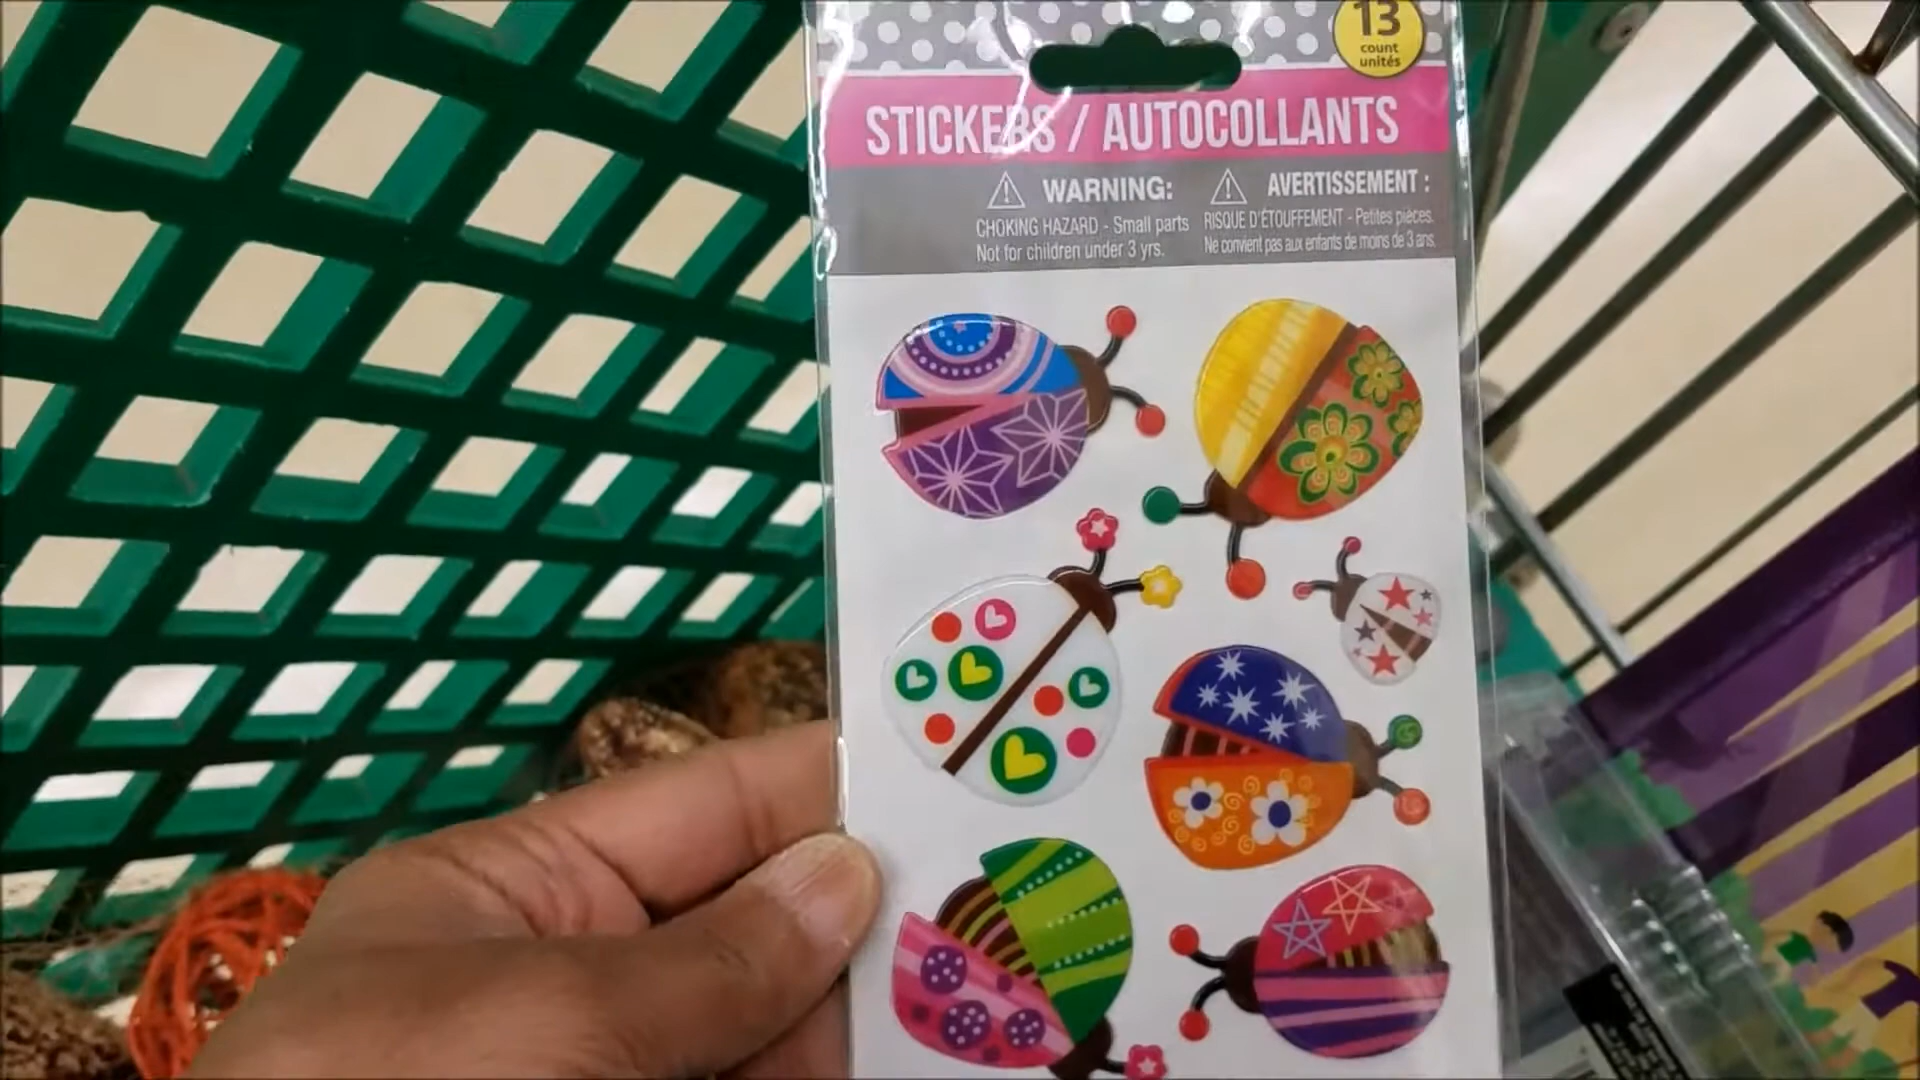 13
count
unités
STICKERS / AUTOCOLLANTS
WARNING:
CHOKING HAZARD - Small parts
Not for children under 3 yrs.
AVERTISSEMENT :
RISQUE D'ÉTOUFFEMENT - Petites pièces.
Ne convient pas aux enfants de moins de 3 ans.